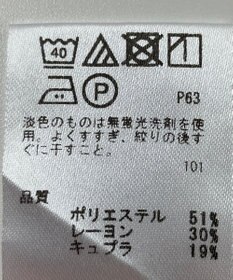 40
P
P63
淡色のものは無蛍光洗剤を使
用。よくすすぎ、絞りの後す
ぐに干すこと。
101
品質
ポリエステル 51%
レーヨン 30%
キュプラ 19%